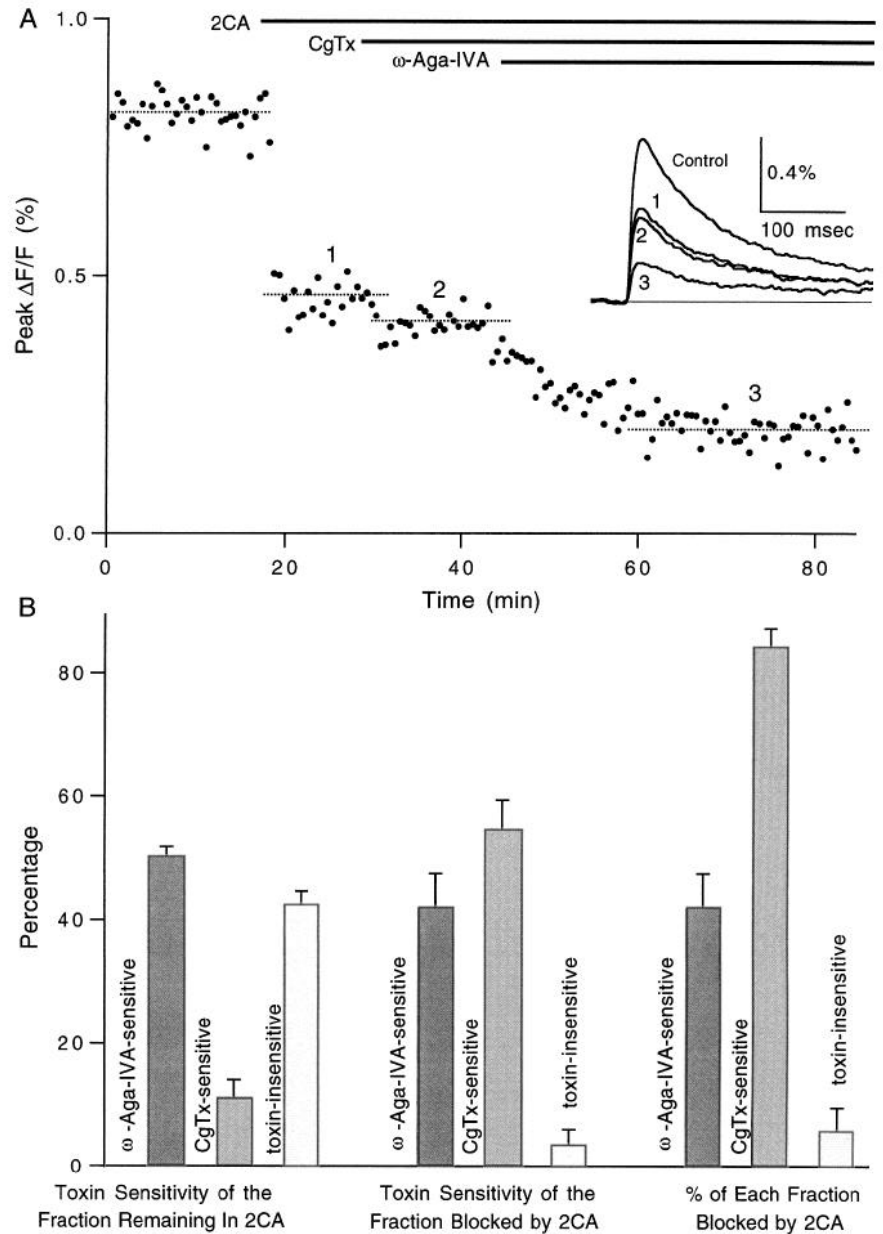 A
1.0
2CA
CgTx
ω-Aga-IVA
Control
0.4%
100 msec
1
2
3
1
2
3
0.5
0.0
Peak ΔF/F (%)
0
20
40
60
80
Time (min)
B
80
60
40
20
0
Percentage
ω-Aga-IVA-sensitive
CgTx-sensitive
toxin-insensitive
ω-Aga-IVA-sensitive
CgTx-sensitive
toxin-insensitive
ω-Aga-IVA-sensitive
CgTx-sensitive
toxin-insensitive
Toxin Sensitivity of the
Fraction Remaining In 2CA
Toxin Sensitivity of the
Fraction Blocked by 2CA
% of Each Fraction
Blocked by 2CA